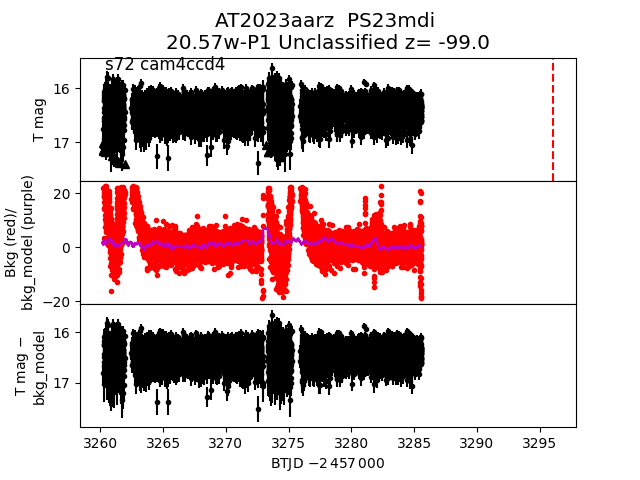 AT2023aarz  PS23mdi
20.57w-P1 Unclassified z= -99.0
s72 cam4ccd4
16
17
T mag
20
0
−20
Bkg (red)/
bkg_model (purple)
16
17
T mag −
bkg_model
3260 3265 3270 3275 3280 3285 3290 3295
BTJD −2 457 000